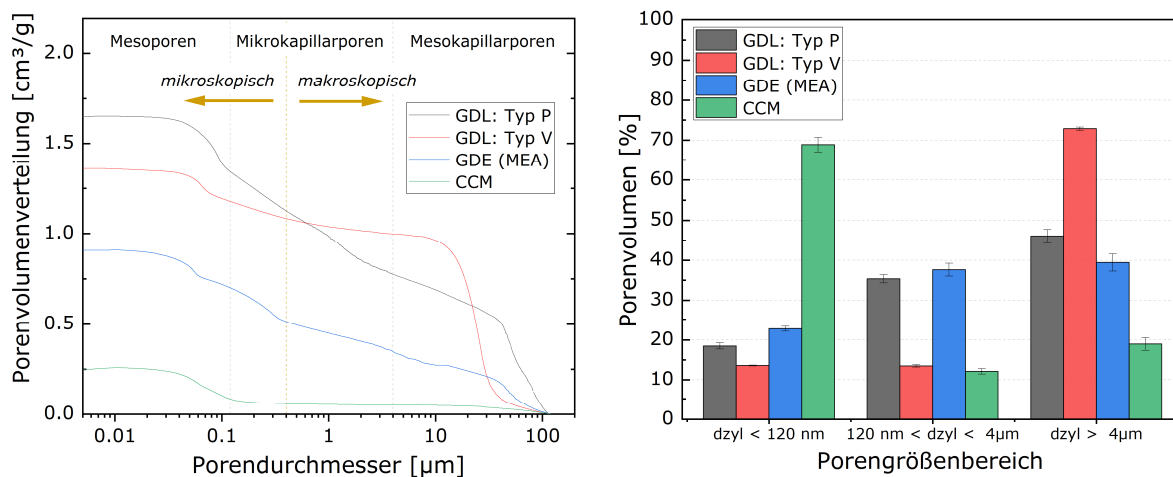 Mesoporen Mikrokapillarporen Mesokapillarporen
mikroskopisch makroskopisch
GDL: Typ P
GDL: Typ V
GDE (MEA)
CCM
Porenvolumenverteilung [cm³/g]
2.0
1.5
1.0
0.5
0.0
0.01 0.1 1 10 100
Porendurchmesser [µm]
GDL: Typ P
GDL: Typ V
GDE (MEA)
CCM
Porenvolumen [%]
100
90
80
70
60
50
40
30
20
10
0
dzyl < 120 nm 120 nm < dzyl < 4µm dzyl > 4µm
Porengrößenbereich